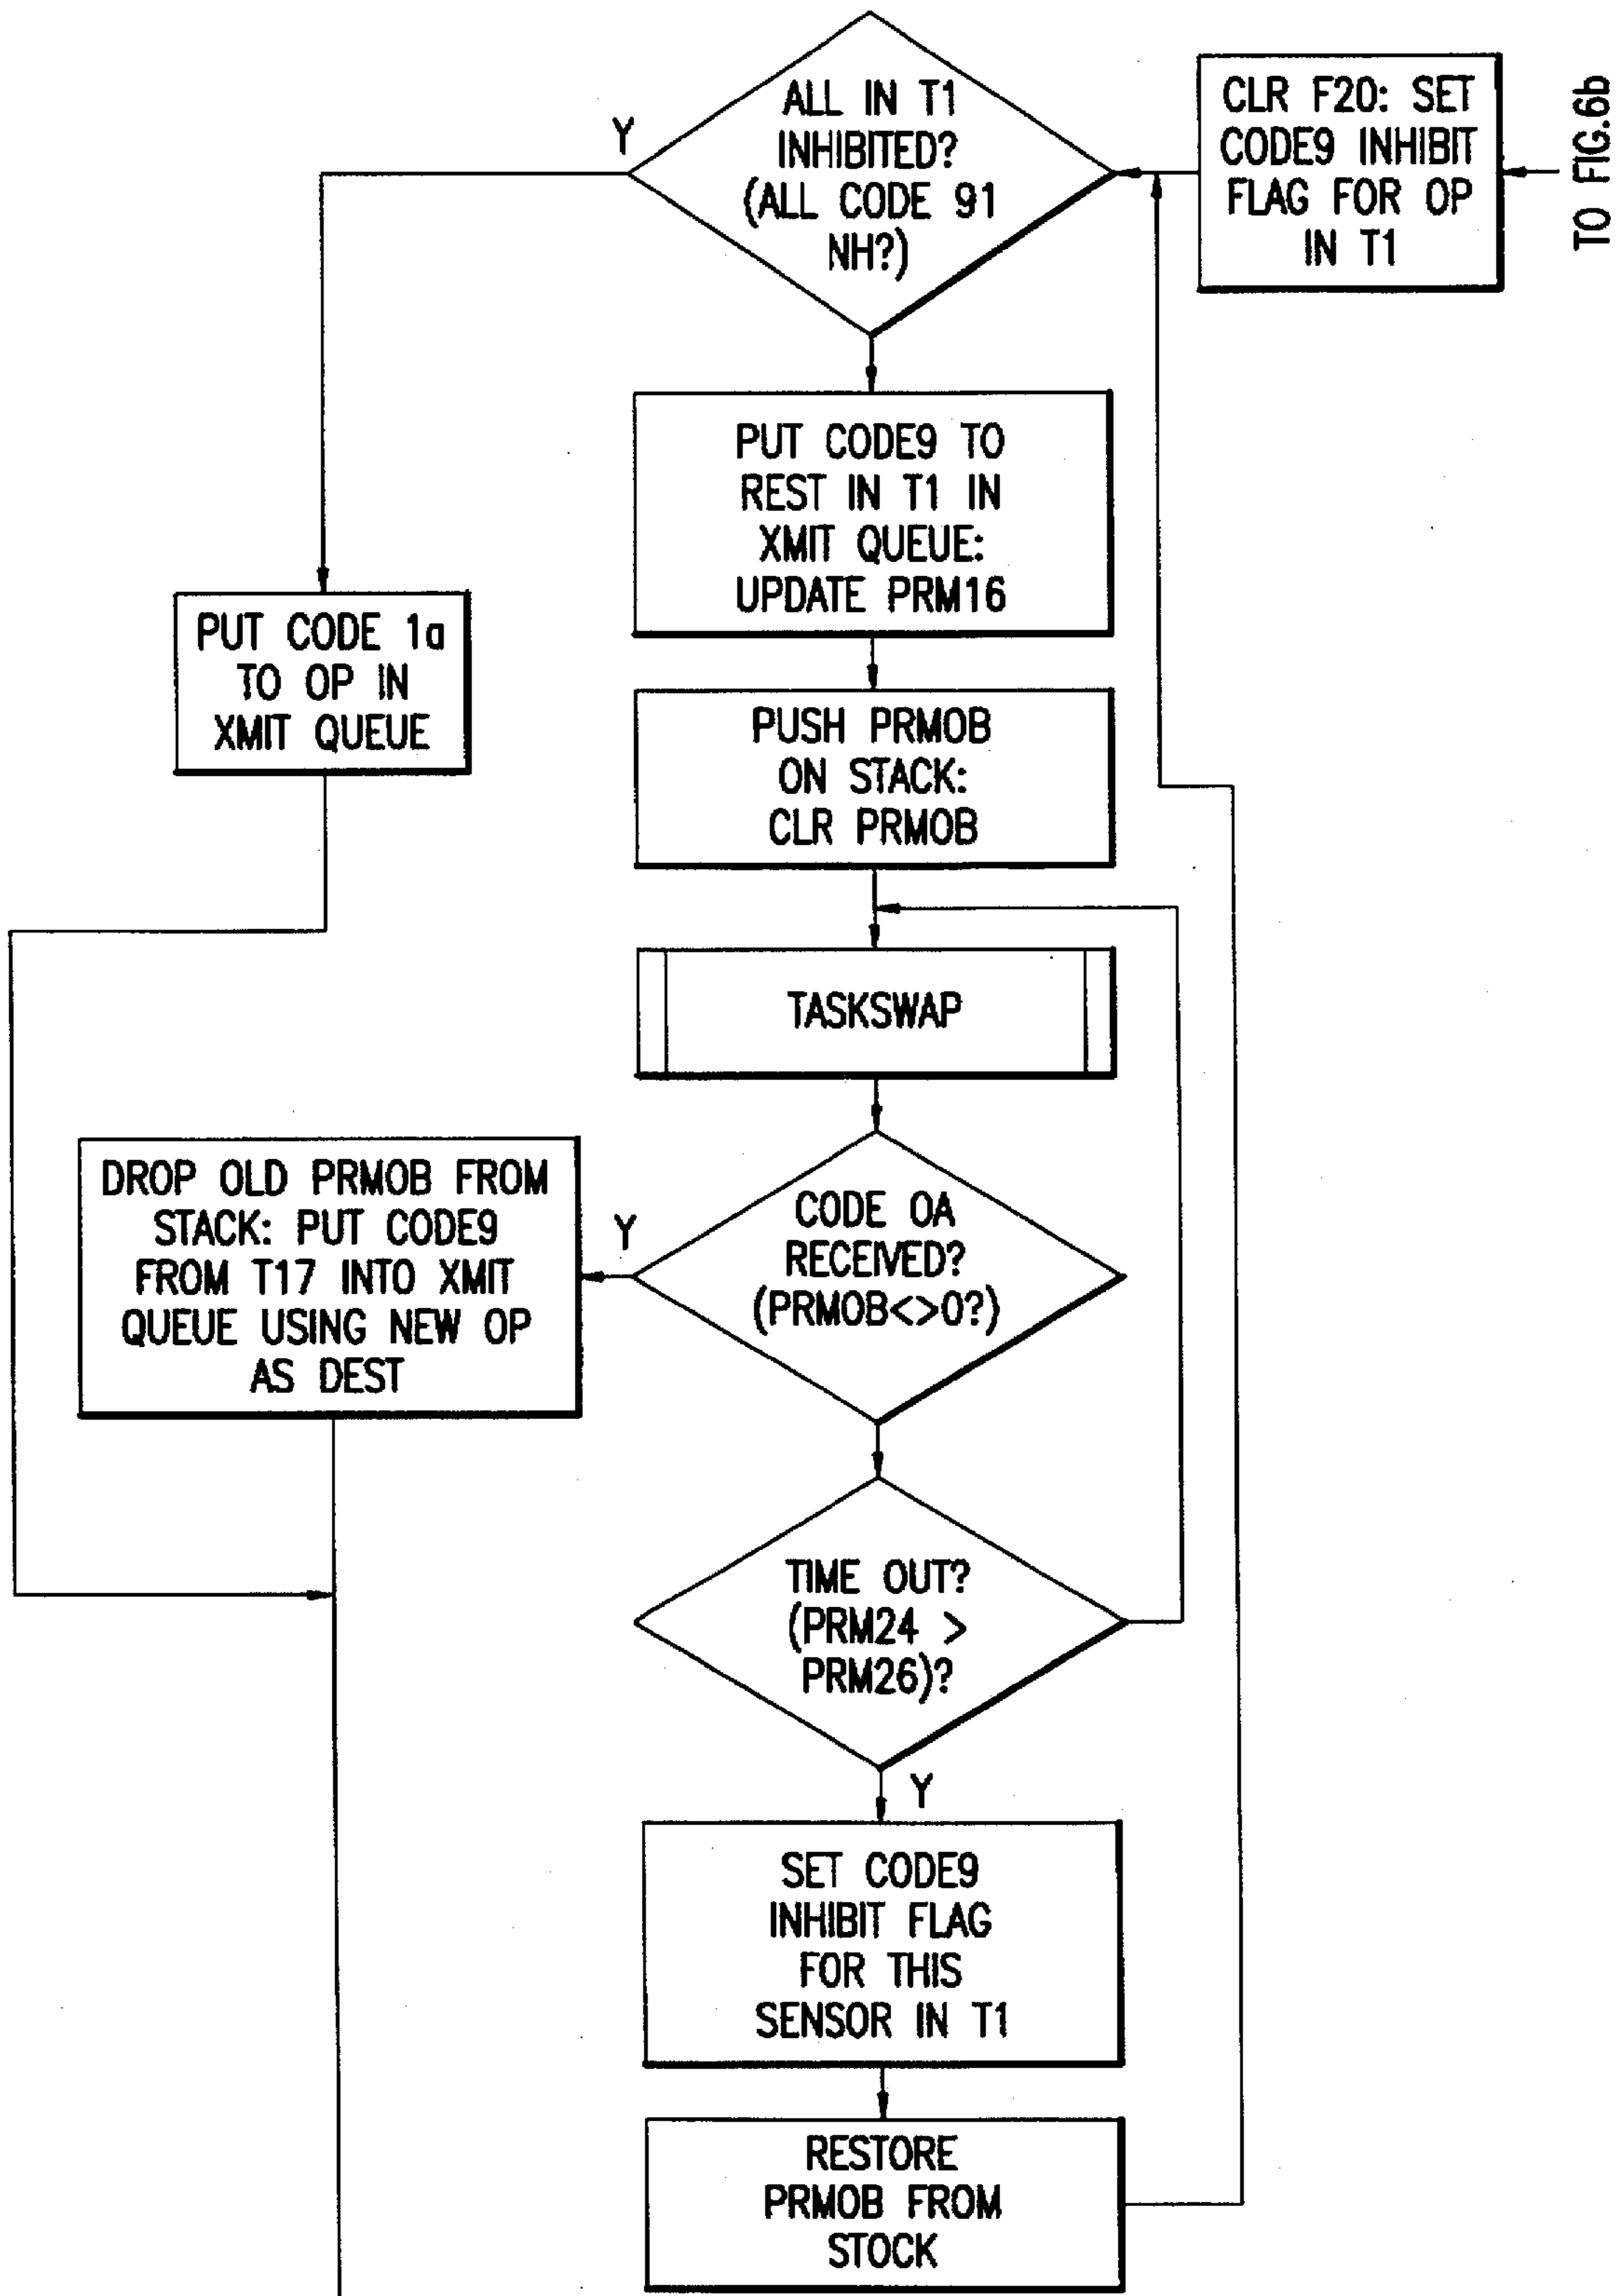 ALL IN T1
INHIBITED?
(ALL CODE 91
NH?)
Y
CLR F20: SET
CODE9 INHIBIT
FLAG FOR OP
IN T1
TO FIG.6b
PUT CODE9 TO
REST IN T1 IN
XMIT QUEUE:
UPDATE PRM16
PUT CODE 1a
TO OP IN
XMIT QUEUE
PUSH PRMOB
ON STACK:
CLR PRMOB
TASKSWAP
CODE OA
RECEIVED?
(PRMOB<>0?)
Y
DROP OLD PRMOB FROM
STACK: PUT CODE9
FROM T17 INTO XMIT
QUEUE USING NEW OP
AS DEST
TIME OUT?
(PRM24 >
PRM26)?
Y
SET CODE9
INHIBIT FLAG
FOR THIS
SENSOR IN T1
RESTORE
PRMOB FROM
STOCK